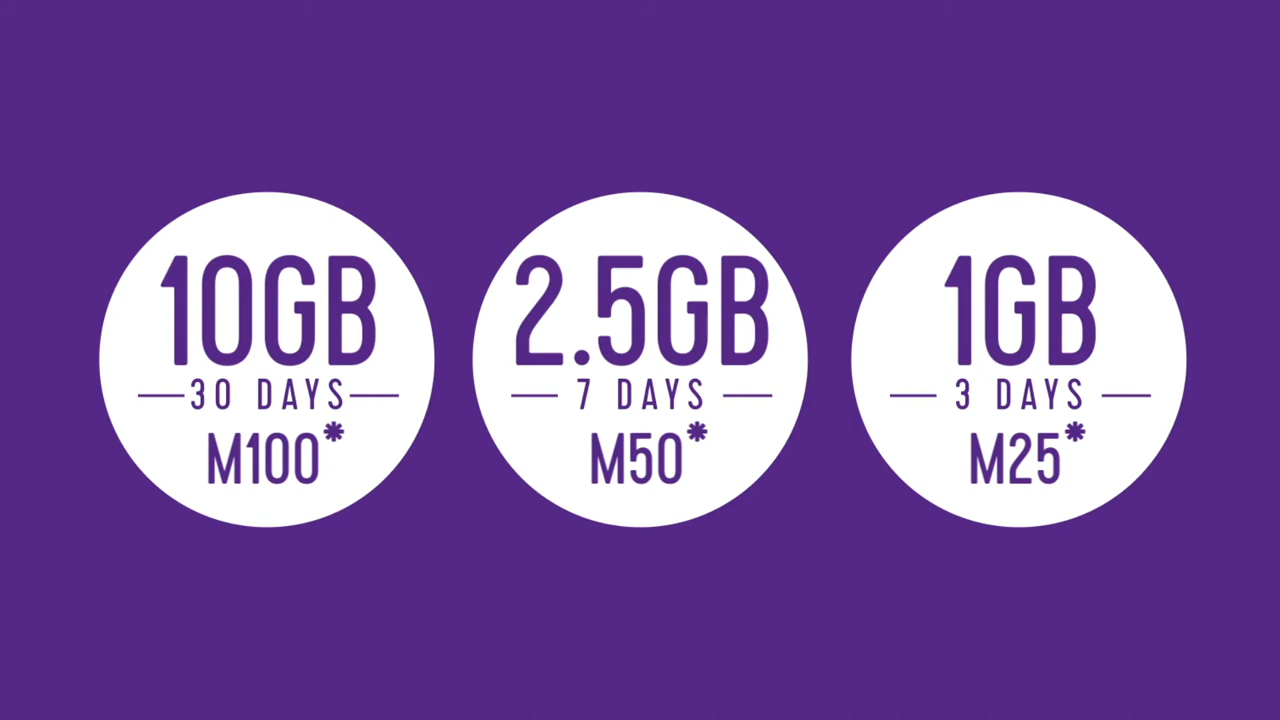 10GB
30 DAYS
M100*
2.5GB
7 DAYS
M50*
1GB
3 DAYS
M25*